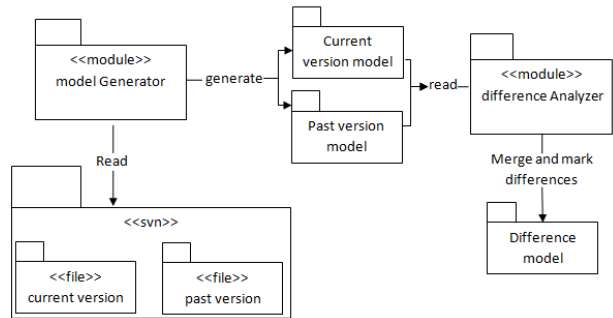 <<module>>
model Generator
generate
Current
version model
Past version
model
read
<<module>>
difference Analyzer
Read
Merge and mark
differences
<<svn>>
<<file>>
current version
<<file>>
past version
Difference
model